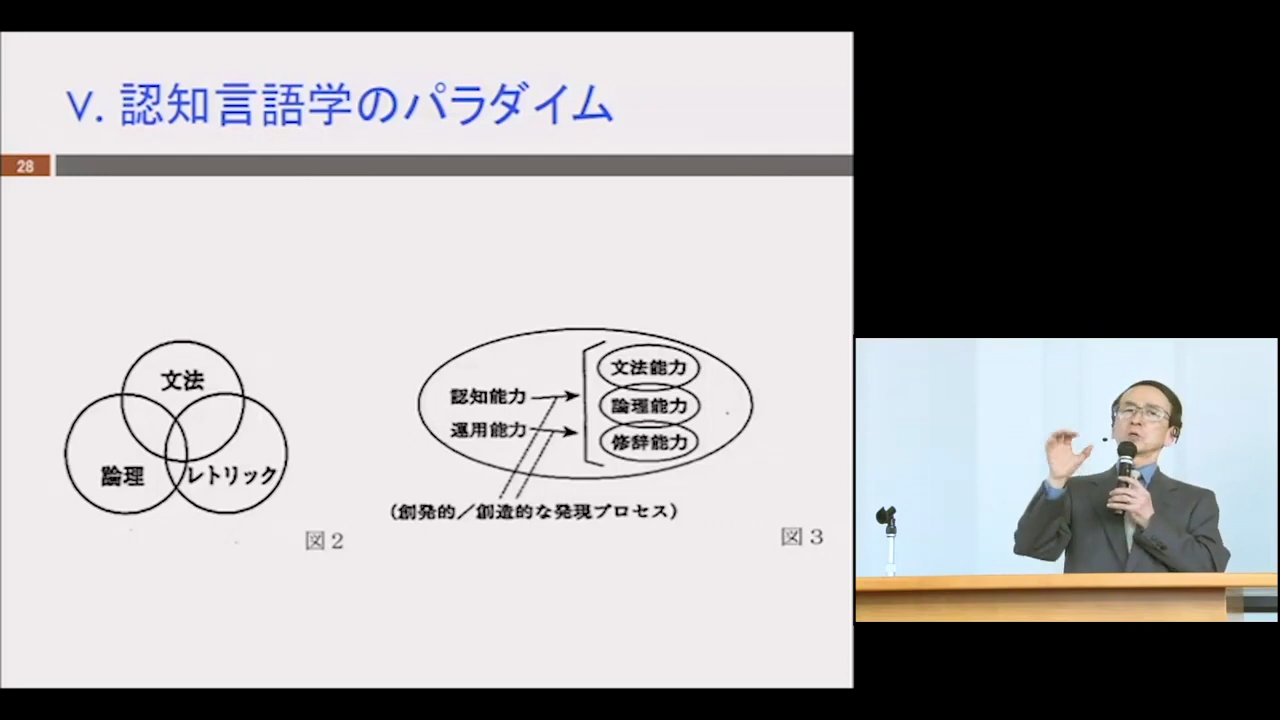 V. 認知言語学のパラダイム
28
文法
論理
レトリック
図2
認知能力
運用能力
文法能力
論理能力
修辞能力
(創発的/創造的な発現プロセス)
図3